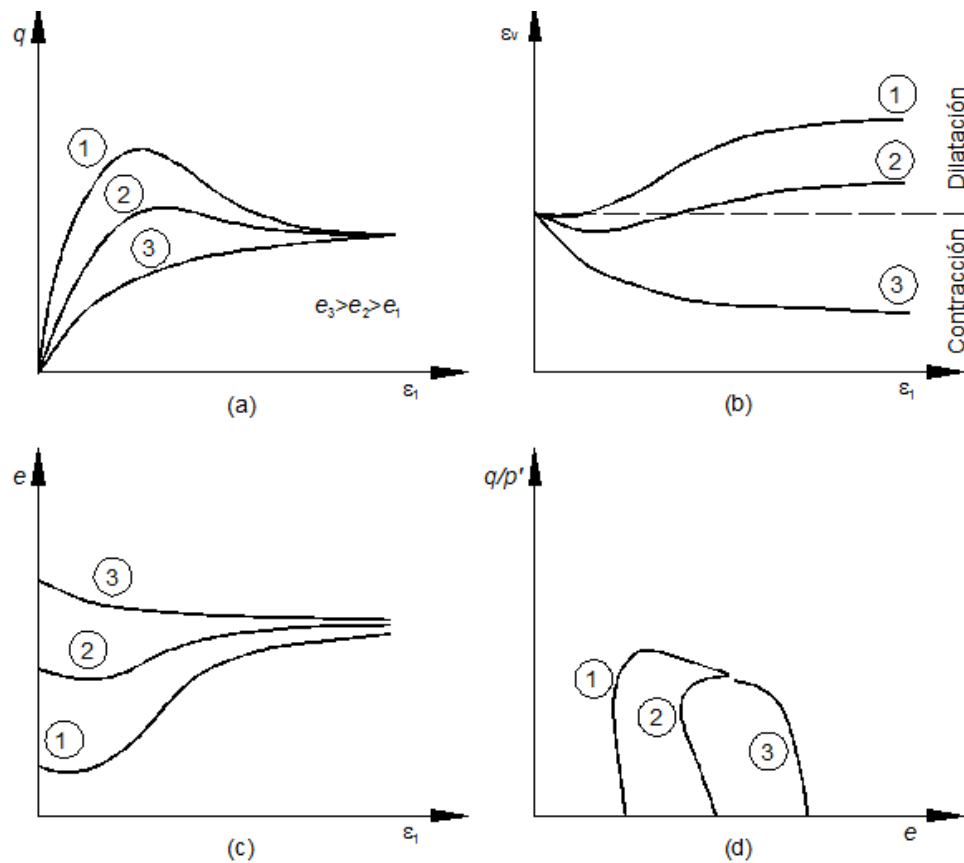 q
1
2
3
e₃>e₂>e₁
ε₁
(a)
εᵥ
1
2
3
Dilatación
Contracción
ε₁
(b)
e
3
2
1
ε₁
(c)
q/p'
1
2
3
e
(d)